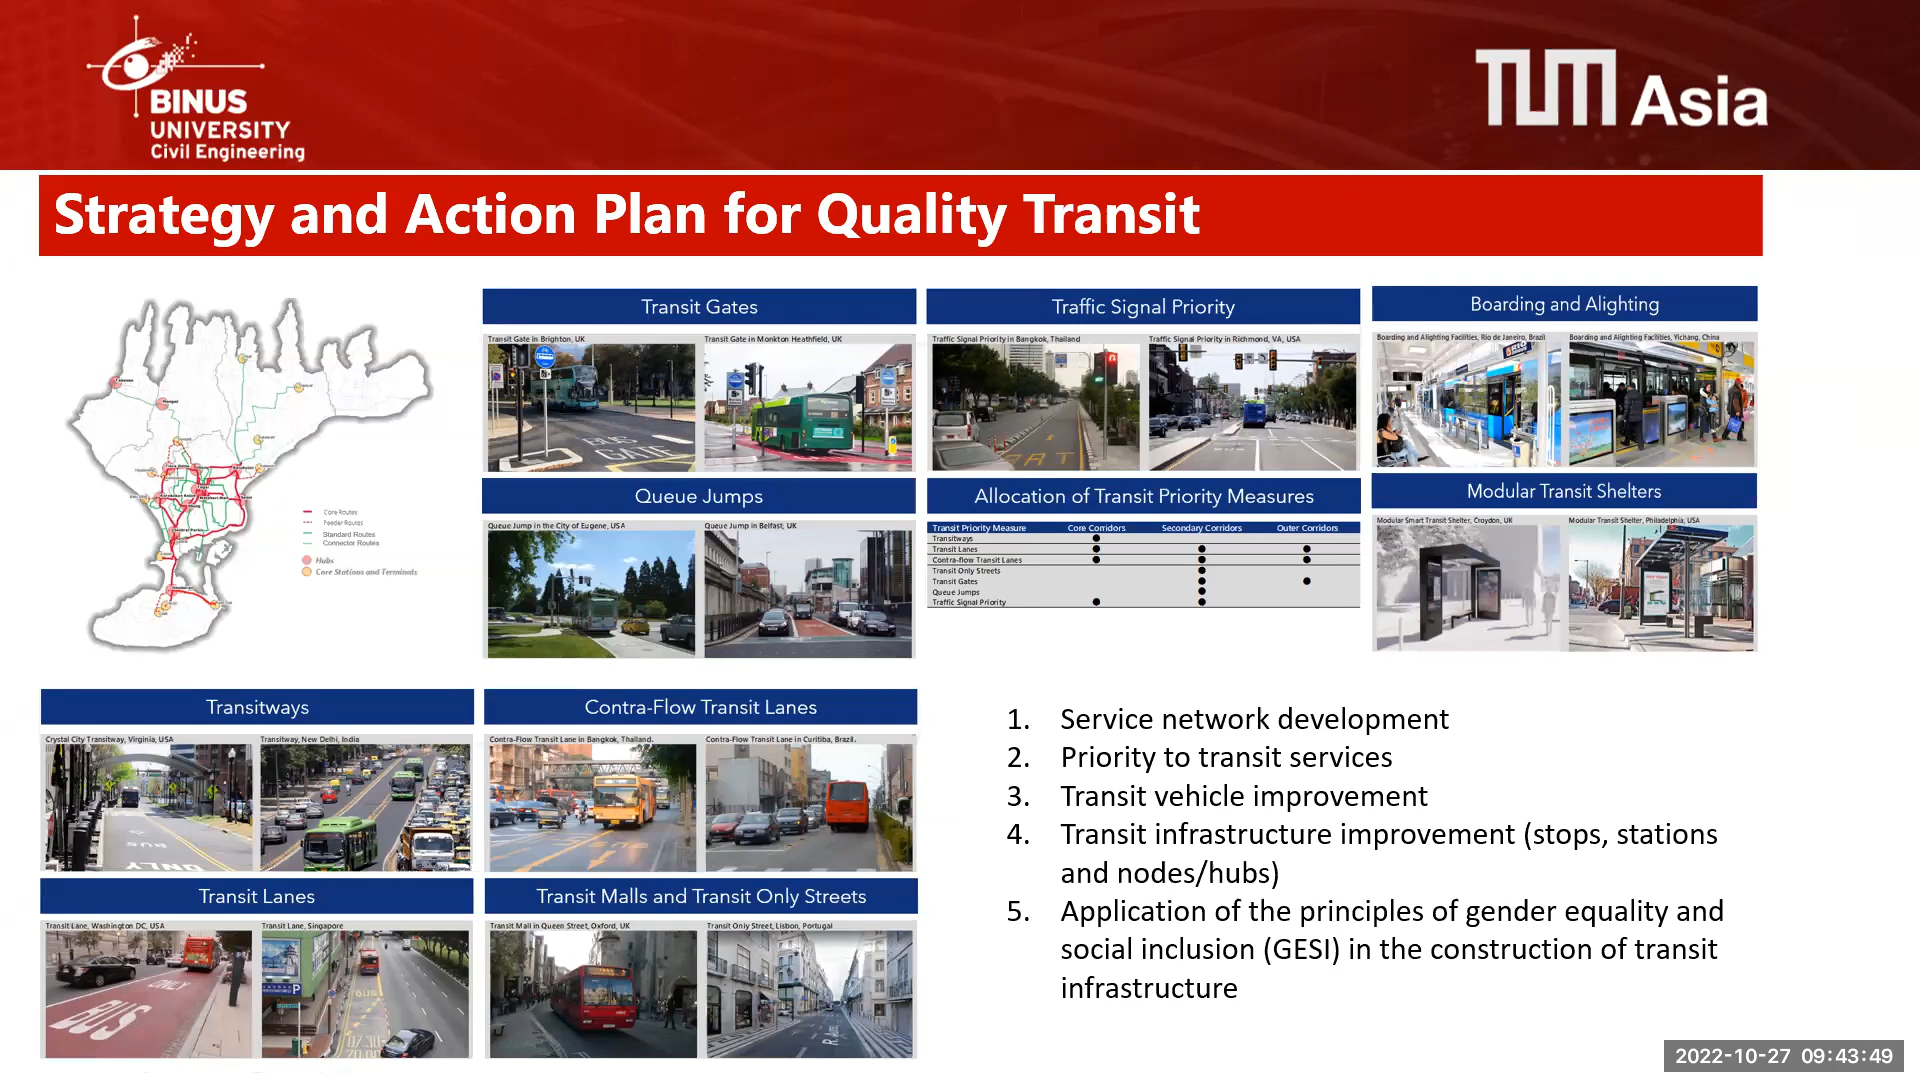 BINUS
UNIVERSITY
Civil Engineering
TUM Asia
Strategy and Action Plan for Quality Transit
Core Routes
Feeder Routes
Standard Routes
Connector Routes
Hubs
Core Stations and Terminals
Transit Gates
Transit Gate in Brighton, UK
Transit Gate in Monkton Heathfield, UK
BUS
GATE
Queue Jumps
Queue Jump in the City of Eugene, USA
Queue Jump in Belfast, UK
Traffic Signal Priority
Traffic Signal Priority in Bangkok, Thailand
Traffic Signal Priority in Richmond, VA, USA
Allocation of Transit Priority Measures
Transit Priority Measure Core Corridors Secondary Corridors Outer Corridors
Transitways
Transit Lanes
Contra-flow Transit Lanes
Transit Only Streets
Transit Gates
Queue Jumps
Traffic Signal Priority
Boarding and Alighting
Boarding and Alighting Facilities, Rio de Janeiro, Brazil
Boarding and Alighting Facilities, Yichang, China
Modular Transit Shelters
Modular Smart Transit Shelter, Croydon, UK
Modular Transit Shelter, Philadelphia, USA
Transitways
Crystal City Transitway, Virginia, USA
Transitway, New Delhi, India
BUS
ONLY
Contra-Flow Transit Lanes
Contra-Flow Transit Lane in Bangkok, Thailand.
Contra-Flow Transit Lane in Curitiba, Brazil.
BUS
Transit Lanes
Transit Lane, Washington DC, USA
Transit Lane, Singapore
ONLY
BUS
P
BUS
Transit Malls and Transit Only Streets
Transit Mall in Queen Street, Oxford, UK
Transit Only Street, Lisbon, Portugal
1. Service network development
2. Priority to transit services
3. Transit vehicle improvement
4. Transit infrastructure improvement (stops, stations
and nodes/hubs)
5. Application of the principles of gender equality and
social inclusion (GESI) in the construction of transit
infrastructure
2022-10-27 09:43:49